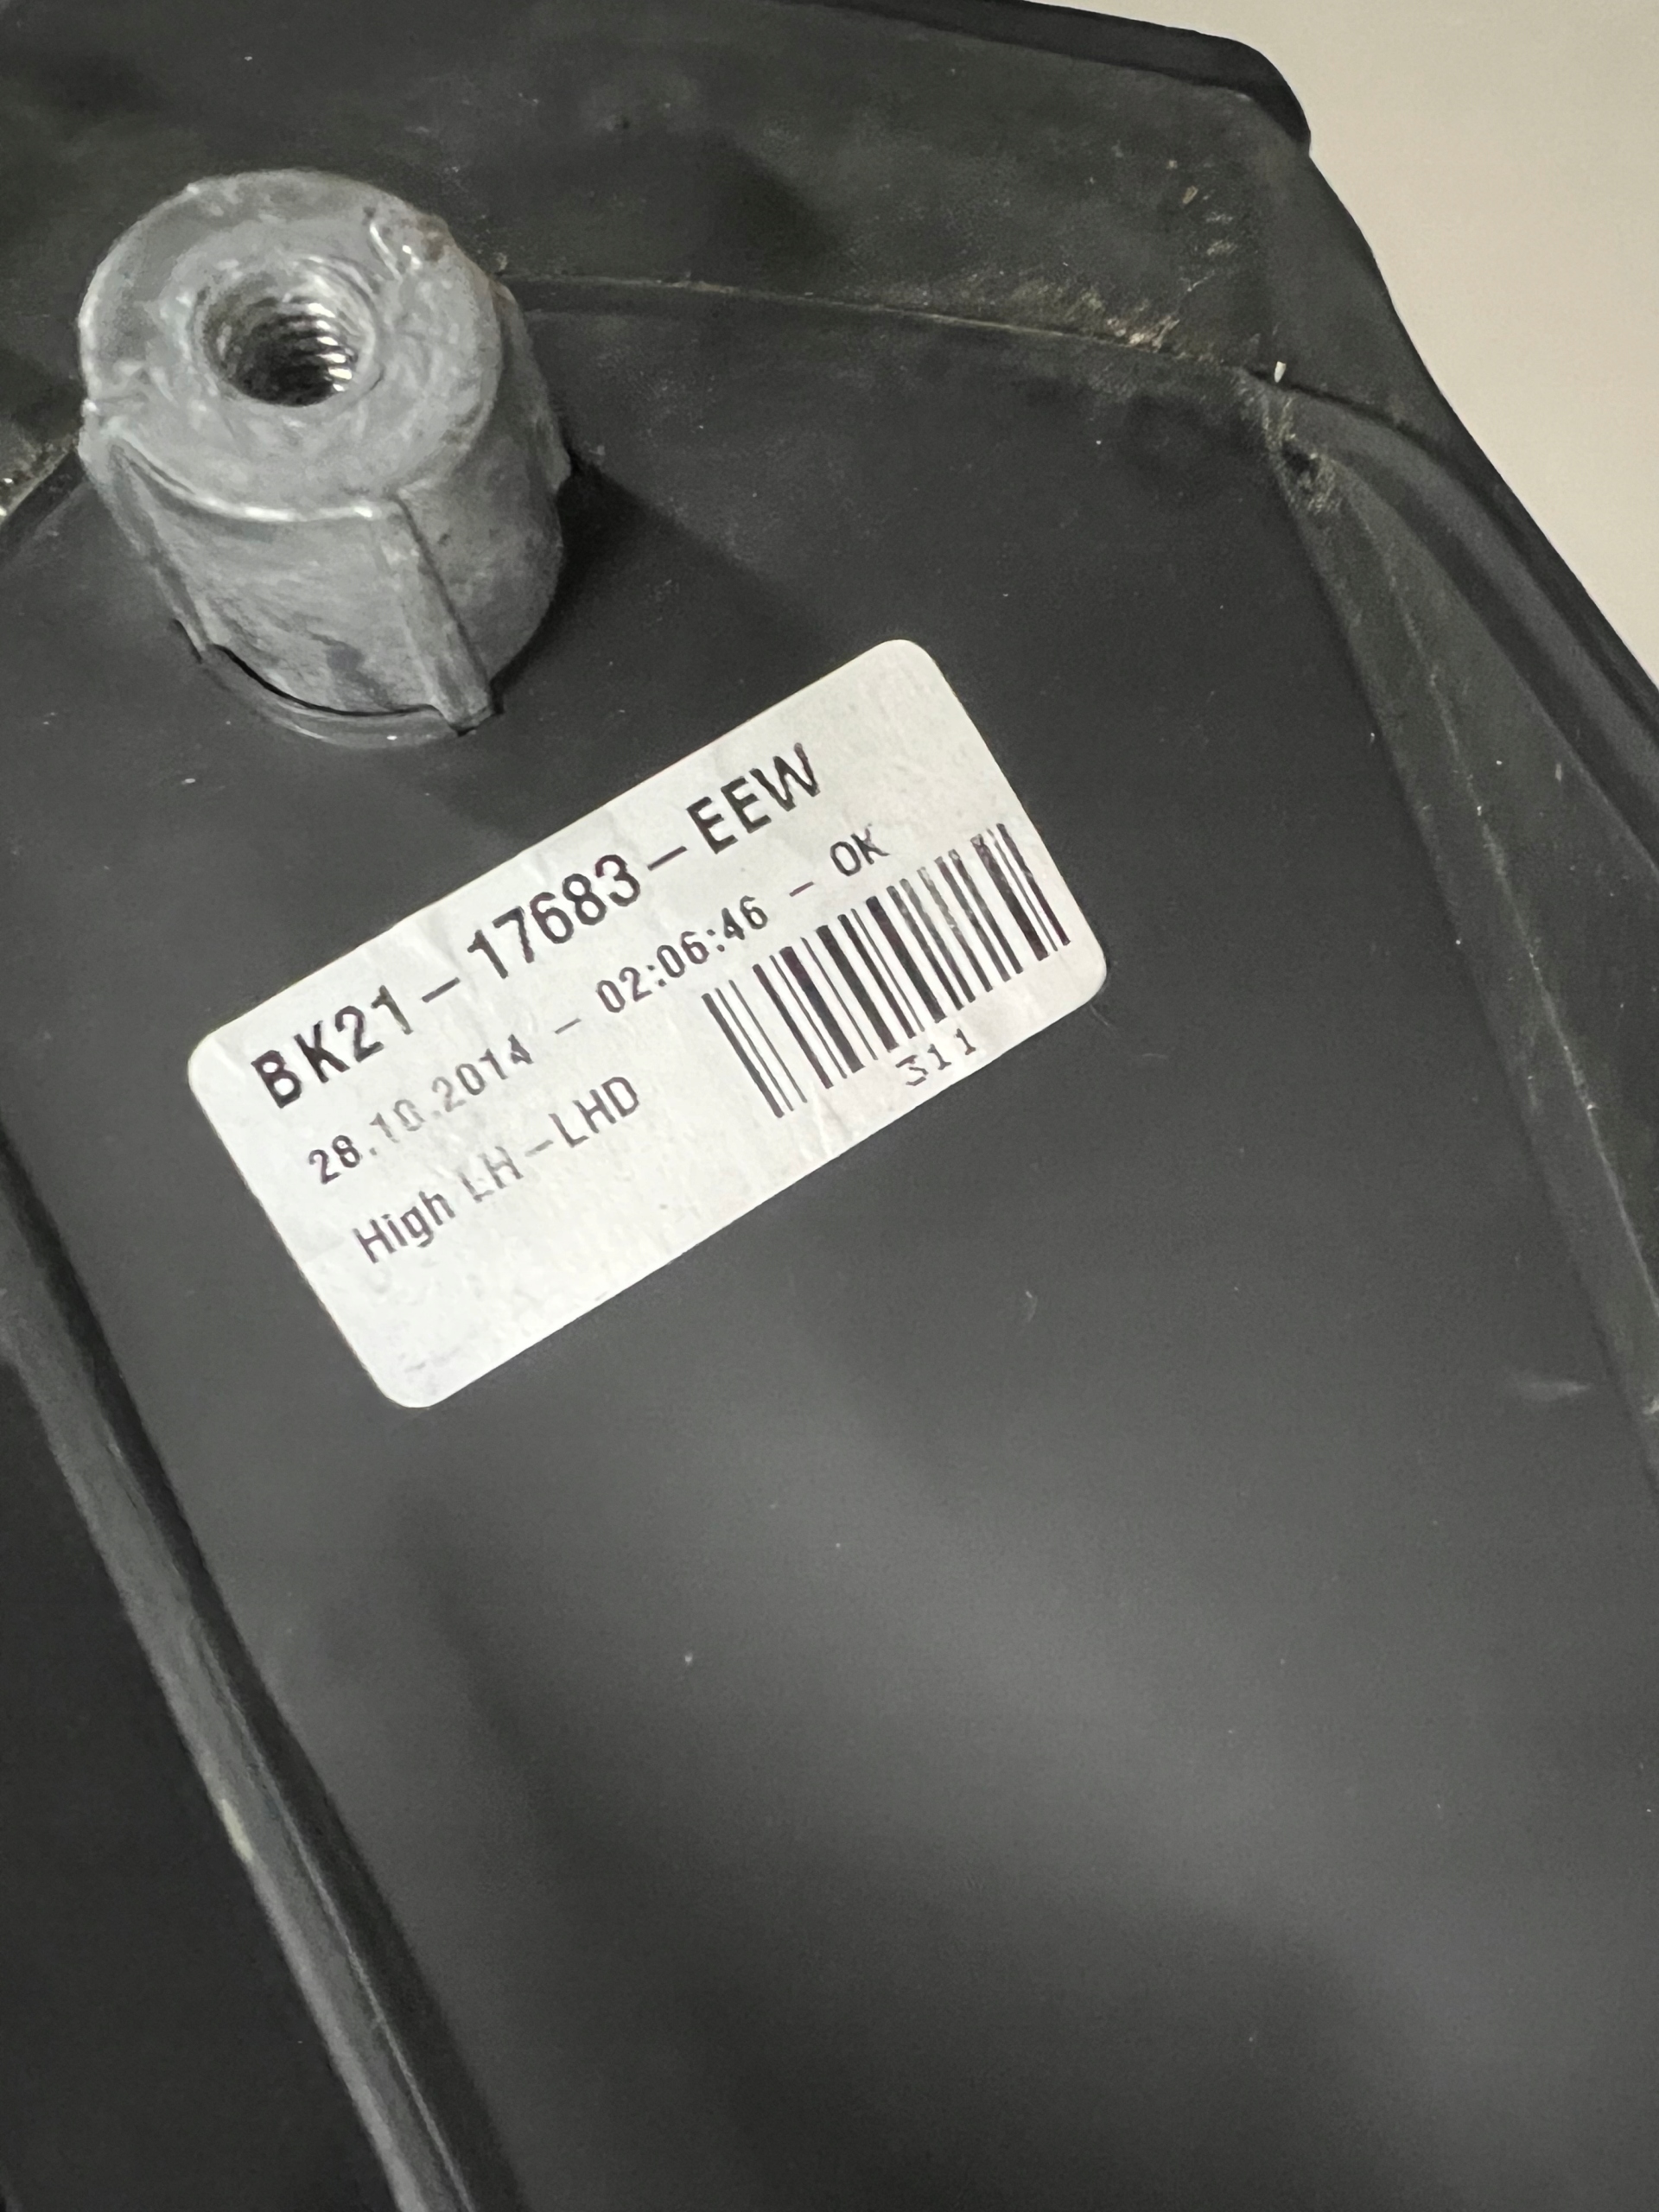 BK21-17683-EEW
28.10.2014 - 02:06:46 - OK
High LH-LHD
311